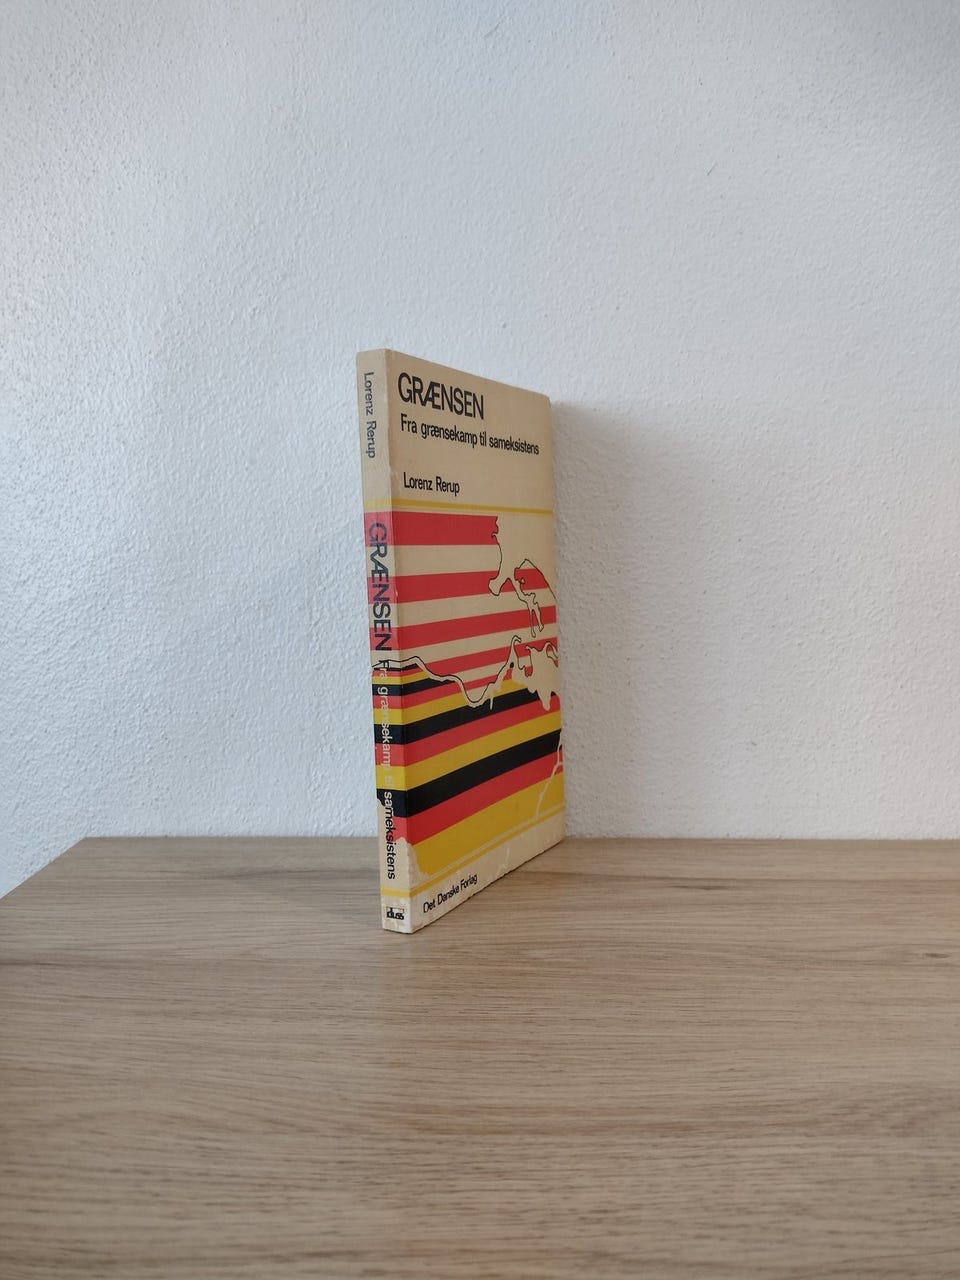 Lorenz Rerup
GRÆNSEN
Fra grænsekamp til sameksistens
GRÆNSEN
Fra grænsekamp til sameksistens
Lorenz Rerup
Det Danske Forlag